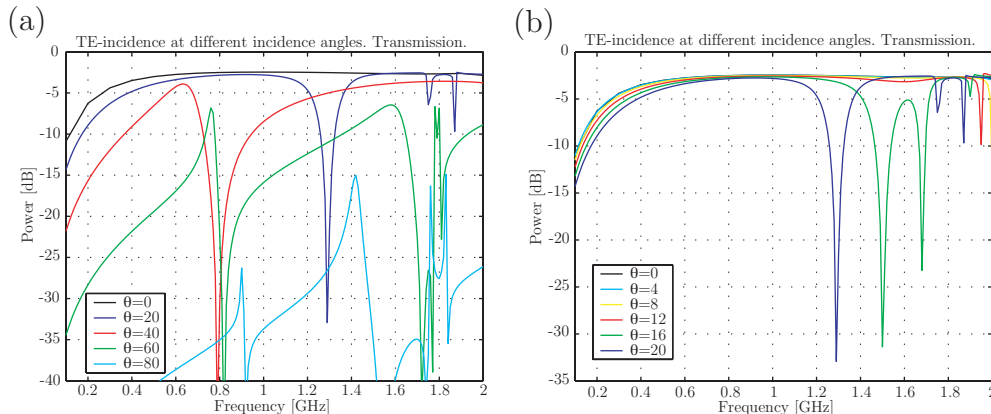 (a)
TE-incidence at different incidence angles. Transmission.
0
-5
-10
-15
-20
-25
-30
-35
-40
Power [dB]
θ=0
θ=20
θ=40
θ=60
θ=80
0.2 0.4 0.6 0.8 1 1.2 1.4 1.6 1.8 2
Frequency [GHz]
(b)
TE-incidence at different incidence angles. Transmission.
0
-5
-10
-15
-20
-25
-30
-35
Power [dB]
θ=0
θ=4
θ=8
θ=12
θ=16
θ=20
0.2 0.4 0.6 0.8 1 1.2 1.4 1.6 1.8 2
Frequency [GHz]